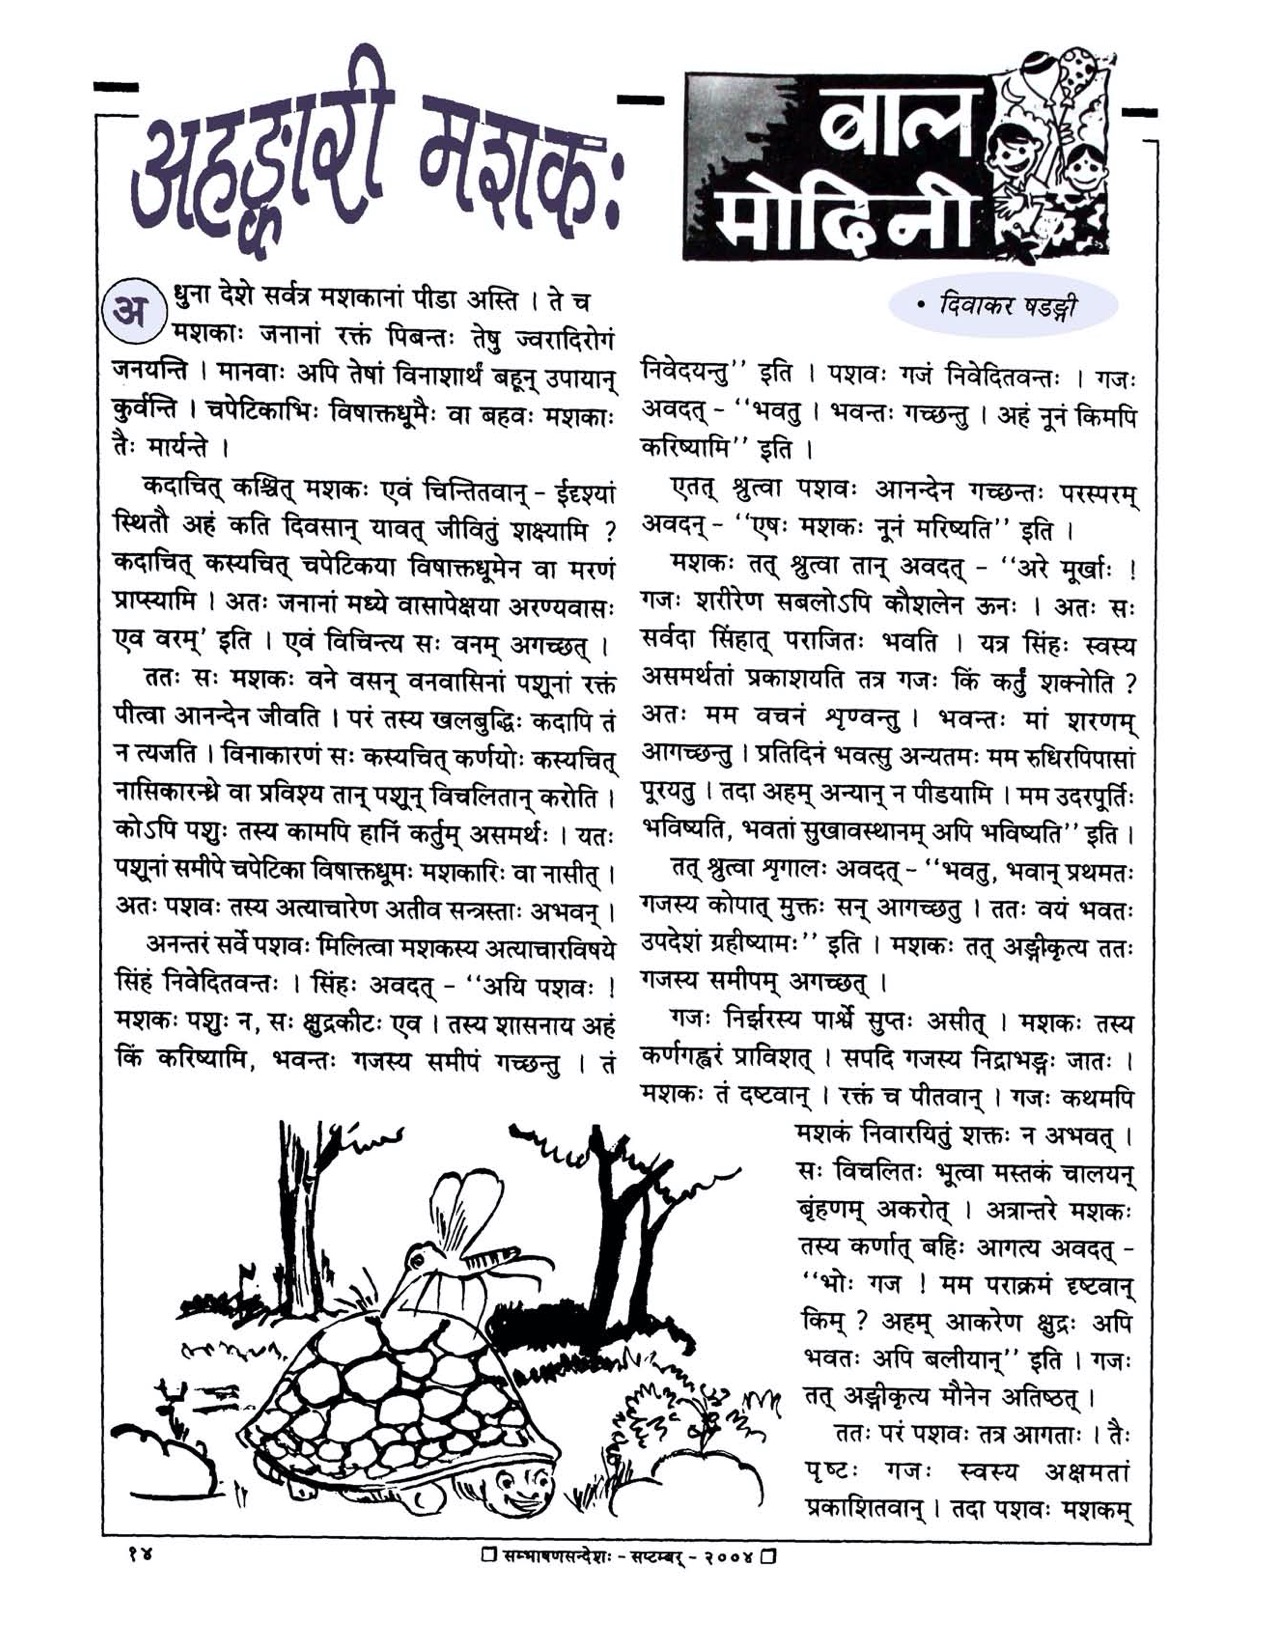 अहङ्कारी मशकः
बाल
मोदिनी
• दिवाकर षडङ्गी
अधुना देशे सर्वत्र मशकानां पीडा अस्ति । ते च
मशकाः जनानां रक्तं पिबन्तः तेषु ज्वरादिरोगं
जनयन्ति । मानवाः अपि तेषां विनाशार्थं बहून् उपायान्
कुर्वन्ति । चपेटिकाभिः विषाक्तधूमैः वा बहवः मशकाः
तैः मार्यन्ते ।
कदाचित् कश्चित् मशकः एवं चिन्तितवान् - ईदृश्यां
स्थितौ अहं कति दिवसान् यावत् जीवितुं शक्ष्यामि ?
कदाचित् कस्यचित् चपेटिकया विषाक्तधूमेन वा मरणं
प्राप्स्यामि । अतः जनानां मध्ये वासापेक्षया अरण्यवासः
एव वरम्’ इति । एवं विचिन्त्य सः वनम् अगच्छत् ।
ततः सः मशकः वने वसन् वनवासिनां पशूनां रक्तं
पीत्वा आनन्देन जीवति । परं तस्य खलबुद्धिः कदापि तं
न त्यजति । विनाकारणं सः कस्यचित् कर्णयोः कस्यचित्
नासिकारन्ध्रे वा प्रविश्य तान् पशून् विचलितान् करोति ।
कोऽपि पशुः तस्य कामपि हानिं कर्तुम् असमर्थः । यतः
पशूनां समीपे चपेटिका विषाक्तधूमः मशकारिः वा नासीत् ।
अतः पशवः तस्य अत्याचारेण अतीव सन्त्रस्ताः अभवन् ।
अनन्तरं सर्वे पशवः मिलित्वा मशकस्य अत्याचारविषये
सिंहं निवेदितवन्तः । सिंहः अवदत् - ‘‘अयि पशवः !
मशकः पशुः न, सः क्षुद्रकीटः एव । तस्य शासनाय अहं
किं करिष्यामि, भवन्तः गजस्य समीपं गच्छन्तु । तं
निवेदयन्तु’’ इति । पशवः गजं निवेदितवन्तः । गजः
अवदत् - ‘‘भवतु । भवन्तः गच्छन्तु । अहं नूनं किमपि
करिष्यामि’’ इति ।
एतत् श्रुत्वा पशवः आनन्देन गच्छन्तः परस्परम्
अवदन् - ‘‘एषः मशकः नूनं मरिष्यति’’ इति ।
मशकः तत् श्रुत्वा तान् अवदत् - ‘‘अरे मूर्खाः !
गजः शरीरेण सबलोऽपि कौशलेन ऊनः । अतः सः
सर्वदा सिंहात् पराजितः भवति । यत्र सिंहः स्वस्य
असमर्थतां प्रकाशयति तत्र गजः किं कर्तुं शक्नोति ?
अतः मम वचनं शृण्वन्तु । भवन्तः मां शरणम्
आगच्छन्तु । प्रतिदिनं भवत्सु अन्यतमः मम रुधिरपिपासां
पूरयतु । तदा अहम् अन्यान् न पीडयामि । मम उदरपूर्तिः
भविष्यति, भवतां सुखावस्थानम् अपि भविष्यति’’ इति ।
तत् श्रुत्वा शृगालः अवदत् - ‘‘भवतु, भवान् प्रथमतः
गजस्य कोपात् मुक्तः सन् आगच्छतु । ततः वयं भवतः
उपदेशं ग्रहीष्यामः’’ इति । मशकः तत् अङ्गीकृत्य ततः
गजस्य समीपम् अगच्छत् ।
गजः निर्झरस्य पार्श्वे सुप्तः असीत् । मशकः तस्य
कर्णगह्वरं प्राविशत् । सपदि गजस्य निद्राभङ्गः जातः ।
मशकः तं दष्टवान् । रक्तं च पीतवान् । गजः कथमपि
मशकं निवारयितुं शक्तः न अभवत् ।
सः विचलितः भूत्वा मस्तकं चालयन्
बृंहणम् अकरोत् । अत्रान्तरे मशकः
तस्य कर्णात् बहिः आगत्य अवदत् -
‘‘भोः गज ! मम पराक्रमं दृष्टवान्
किम् ? अहम् आकरेण क्षुद्रः अपि
भवतः अपि बलीयान्’’ इति । गजः
तत् अङ्गीकृत्य मौनेन अतिष्ठत् ।
ततः परं पशवः तत्र आगताः । तैः
पृष्टः गजः स्वस्य अक्षमतां
प्रकाशितवान् । तदा पशवः मशकम्
१४
❐ सम्भाषणसन्देशः - सप्टम्बर् - २००४ ❐